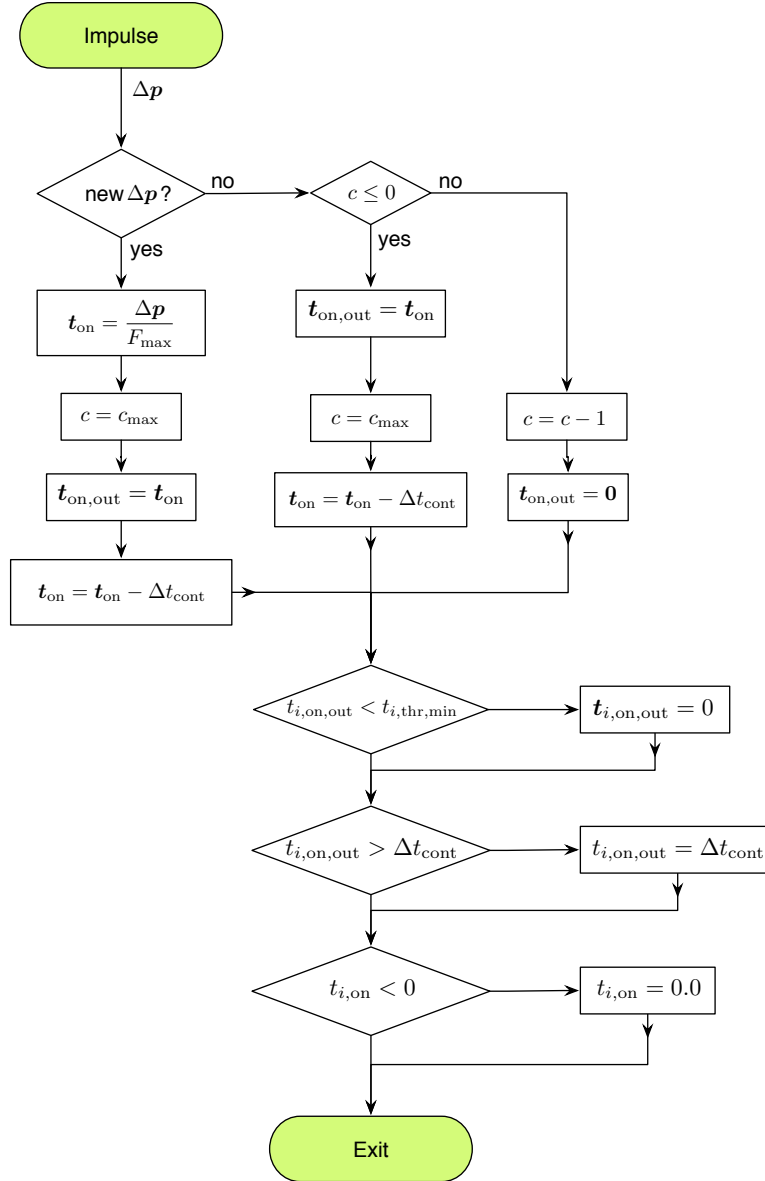 Impulse
Δp
new Δp?
no
c ≤ 0
no
yes
yes
t_on = Δp / F_max
t_on,out = t_on
c = c_max
c = c_max
c = c − 1
t_on,out = t_on
t_on = t_on − Δt_cont
t_on,out = 0
t_on = t_on − Δt_cont
t_i,on,out < t_i,thr,min
t_i,on,out = 0
t_i,on,out > Δt_cont
t_i,on,out = Δt_cont
t_i,on < 0
t_i,on = 0.0
Exit